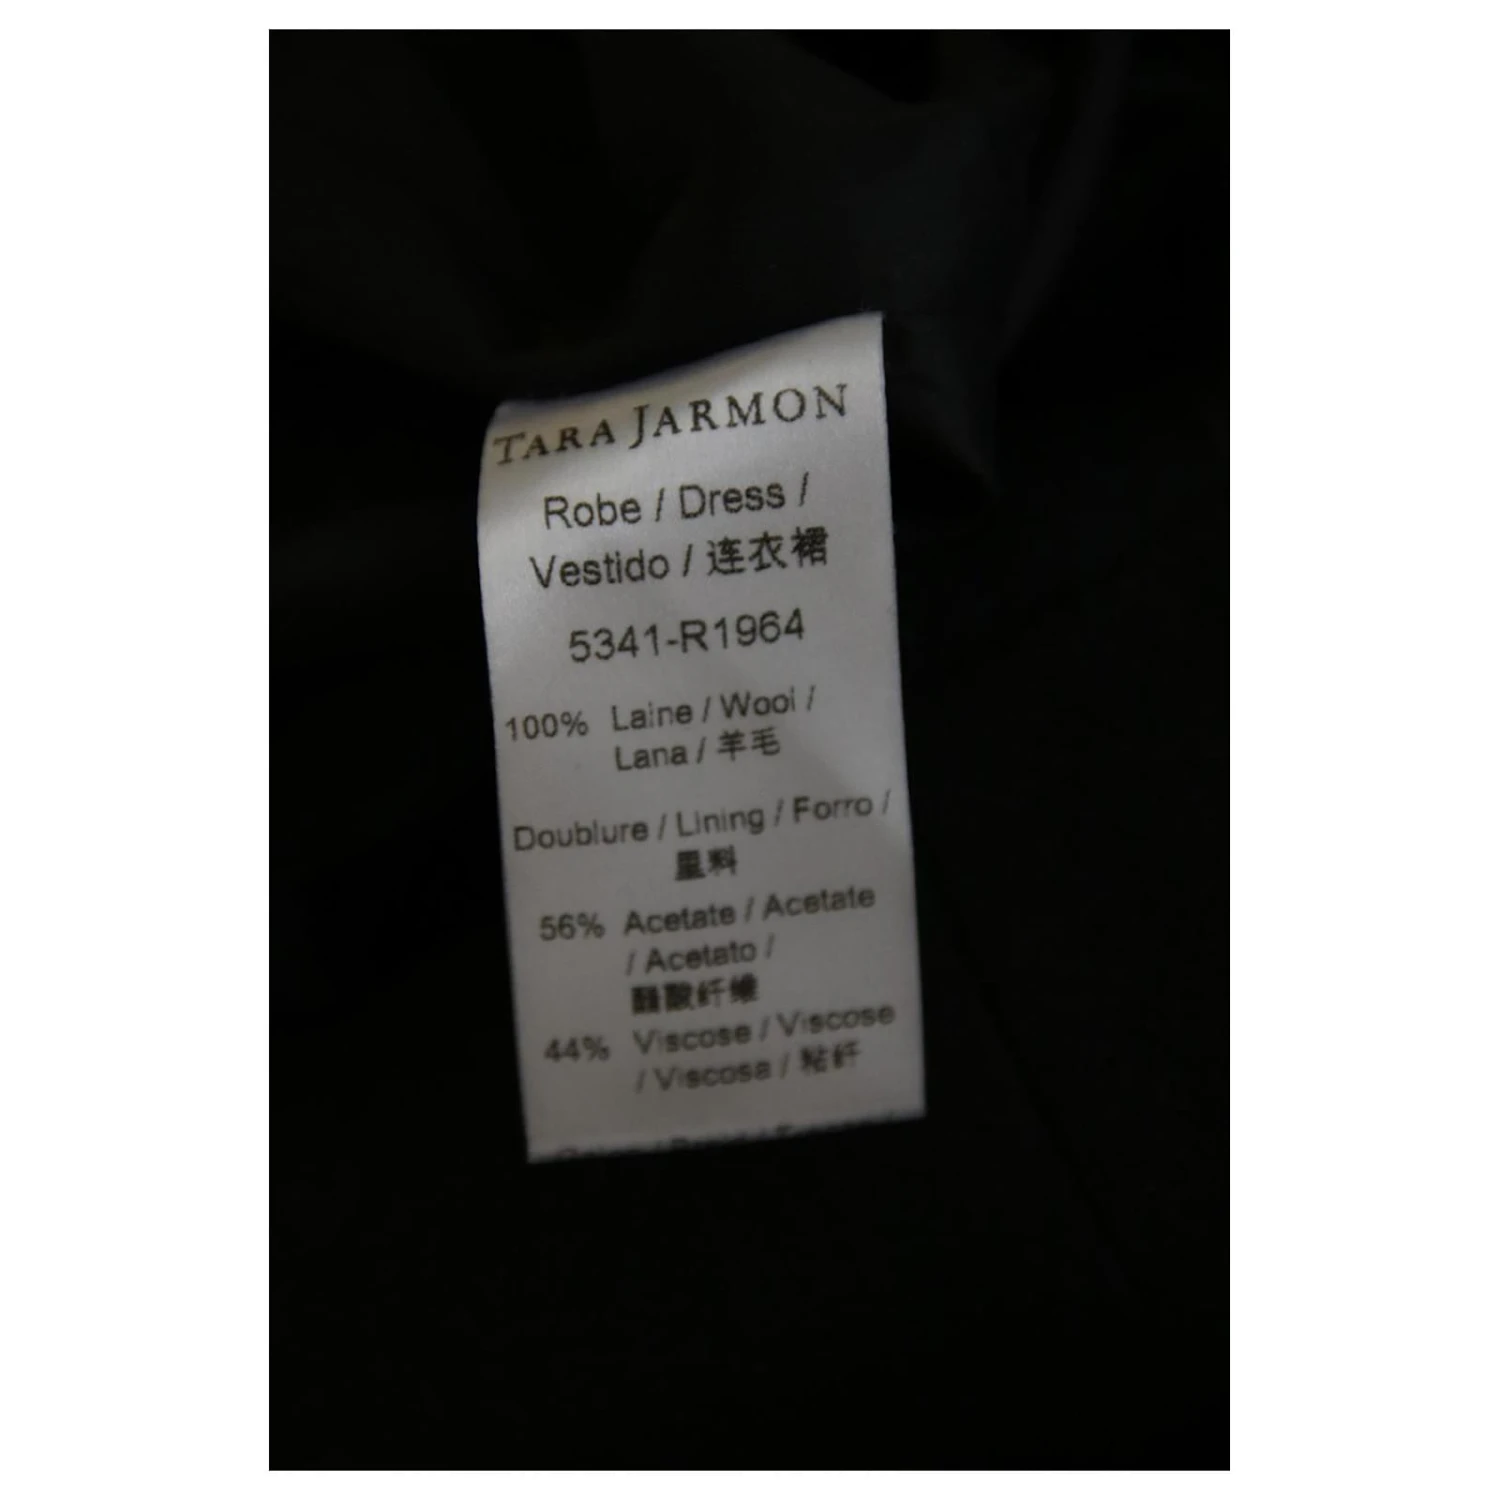 TARA JARMON
Robe / Dress /
Vestido / 连衣裙
5341-R1964
100% Laine / Wool /
Lana / 羊毛
Doublure / Lining / Forro /
里料
56% Acetate / Acetate
/ Acetato /
醋酸纤维
44% Viscose / Viscose
/ Viscosa / 粘纤